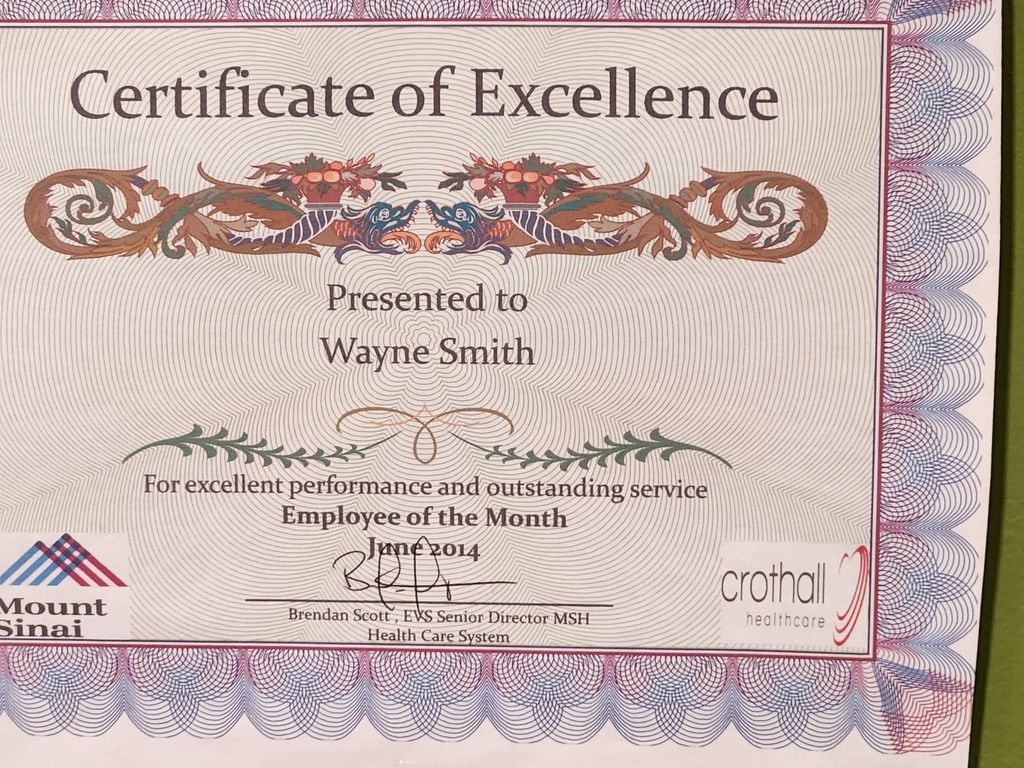 Certificate of Excellence
Presented to
Wayne Smith
For excellent performance and outstanding service
Employee of the Month
June 2014
Brendan Scott , EVS Senior Director MSH
Health Care System
Mount
Sinai
crothall
healthcare